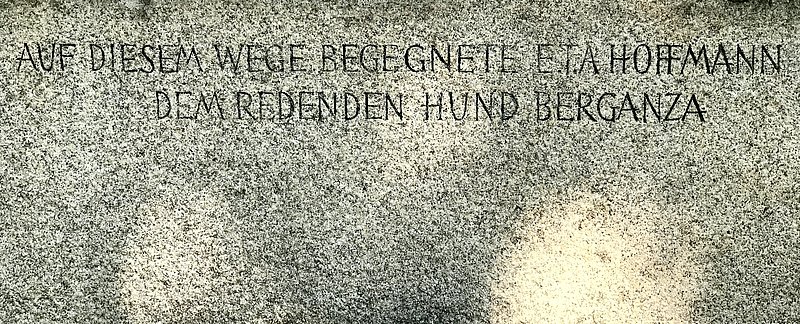 AUF DIESEM WEGE BEGEGNETE E.T.A HOFFMANN
DEM REDENDEN HUND BERGANZA